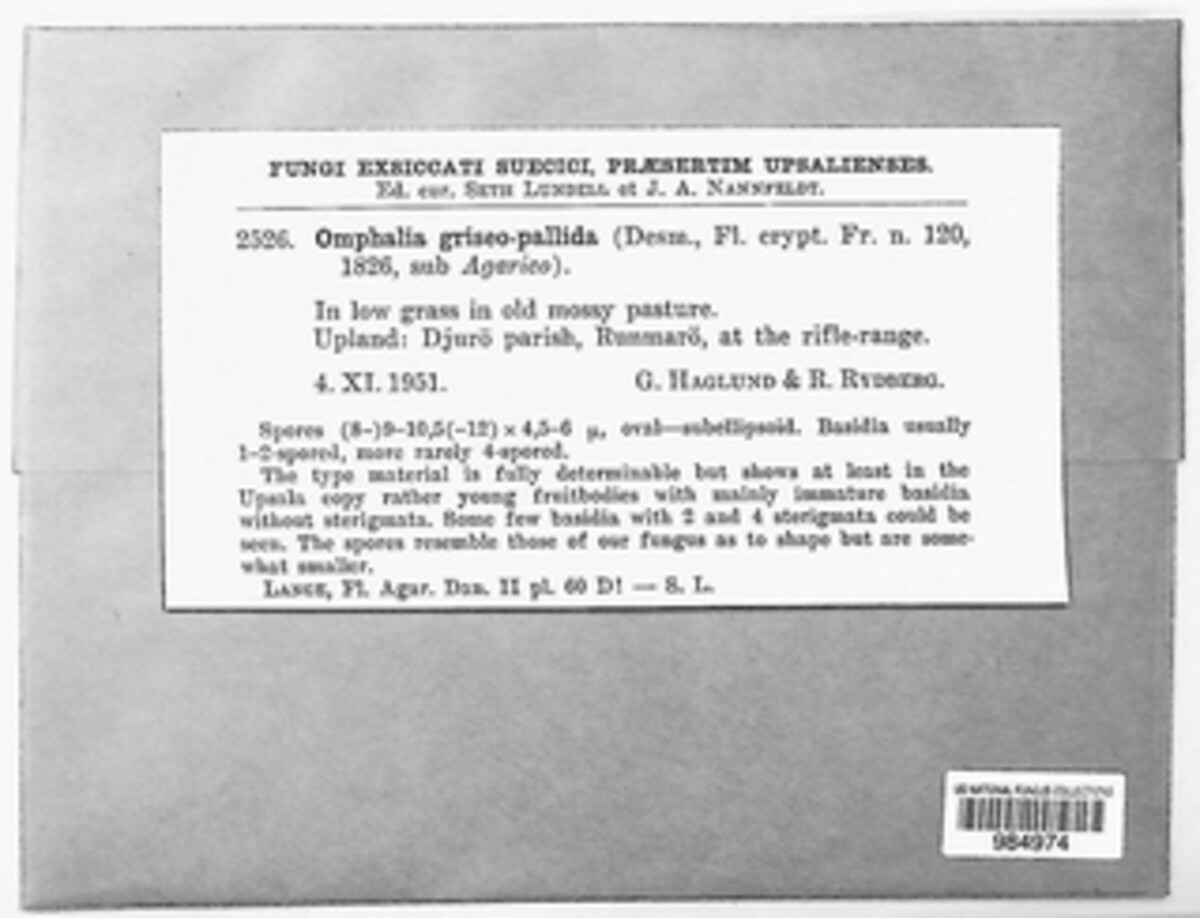 FUNGI EXSICCATI SUECICI, PRÆSERTIM UPSALIENSES.
Ed. cur. SETH LUNDELL et J. A. NANNFELDT.
2526. Omphalia griseo-pallida (Desm., Fl. crypt. Fr. n. 120,
1826, sub Agarico).
In low grass in old mossy pasture.
Upland: Djurö parish, Runmarö, at the rifle-range.
4. XI. 1951. G. HAGLUND & R. RYDBERG.
Spores (8-)9-10,5(-12) × 4,5-6 μ, oval—subellipsoid. Basidia usually
1-2-spored, more rarely 4-spored.
The type material is fully determinable but shows at least in the
Upsala copy rather young fruitbodies with mainly immature basidia
without sterigmata. Some few basidia with 2 and 4 sterigmata could be
seen. The spores resemble those of our fungus as to shape but are some-
what smaller.
LANGE, Fl. Agar. Dan. II pl. 60 D! — S. L.
US NATIONAL FUNGUS COLLECTIONS
984974